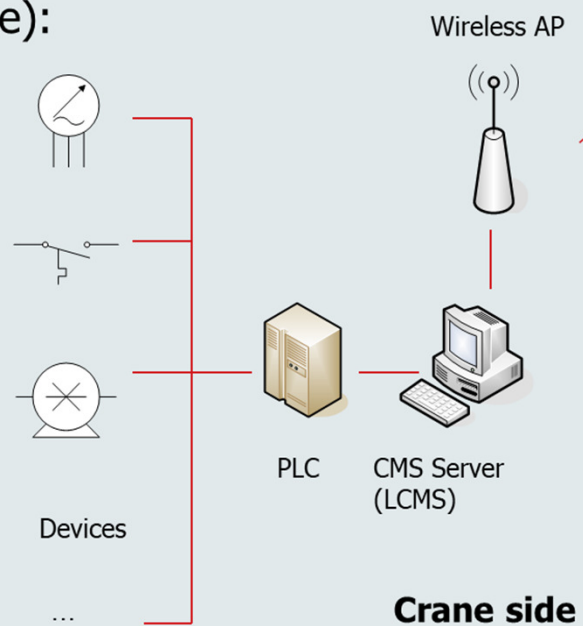 e):
Wireless AP
PLC
CMS Server
(LCMS)
Devices
...
Crane side